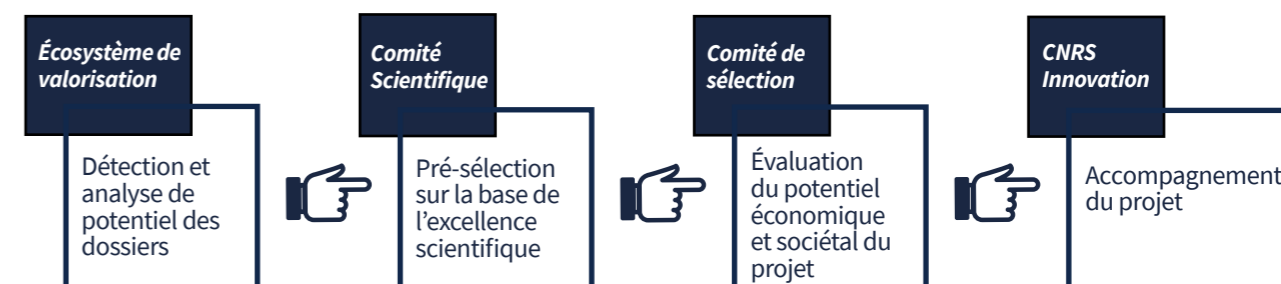 Écosystème de
valorisation
Détection et
analyse de
potentiel des
dossiers
Comité
Scientifique
Pré-sélection
sur la base de
l'excellence
scientifique
Comité de
sélection
Évaluation
du potentiel
économique
et sociétal du
projet
CNRS
Innovation
Accompagnement
du projet